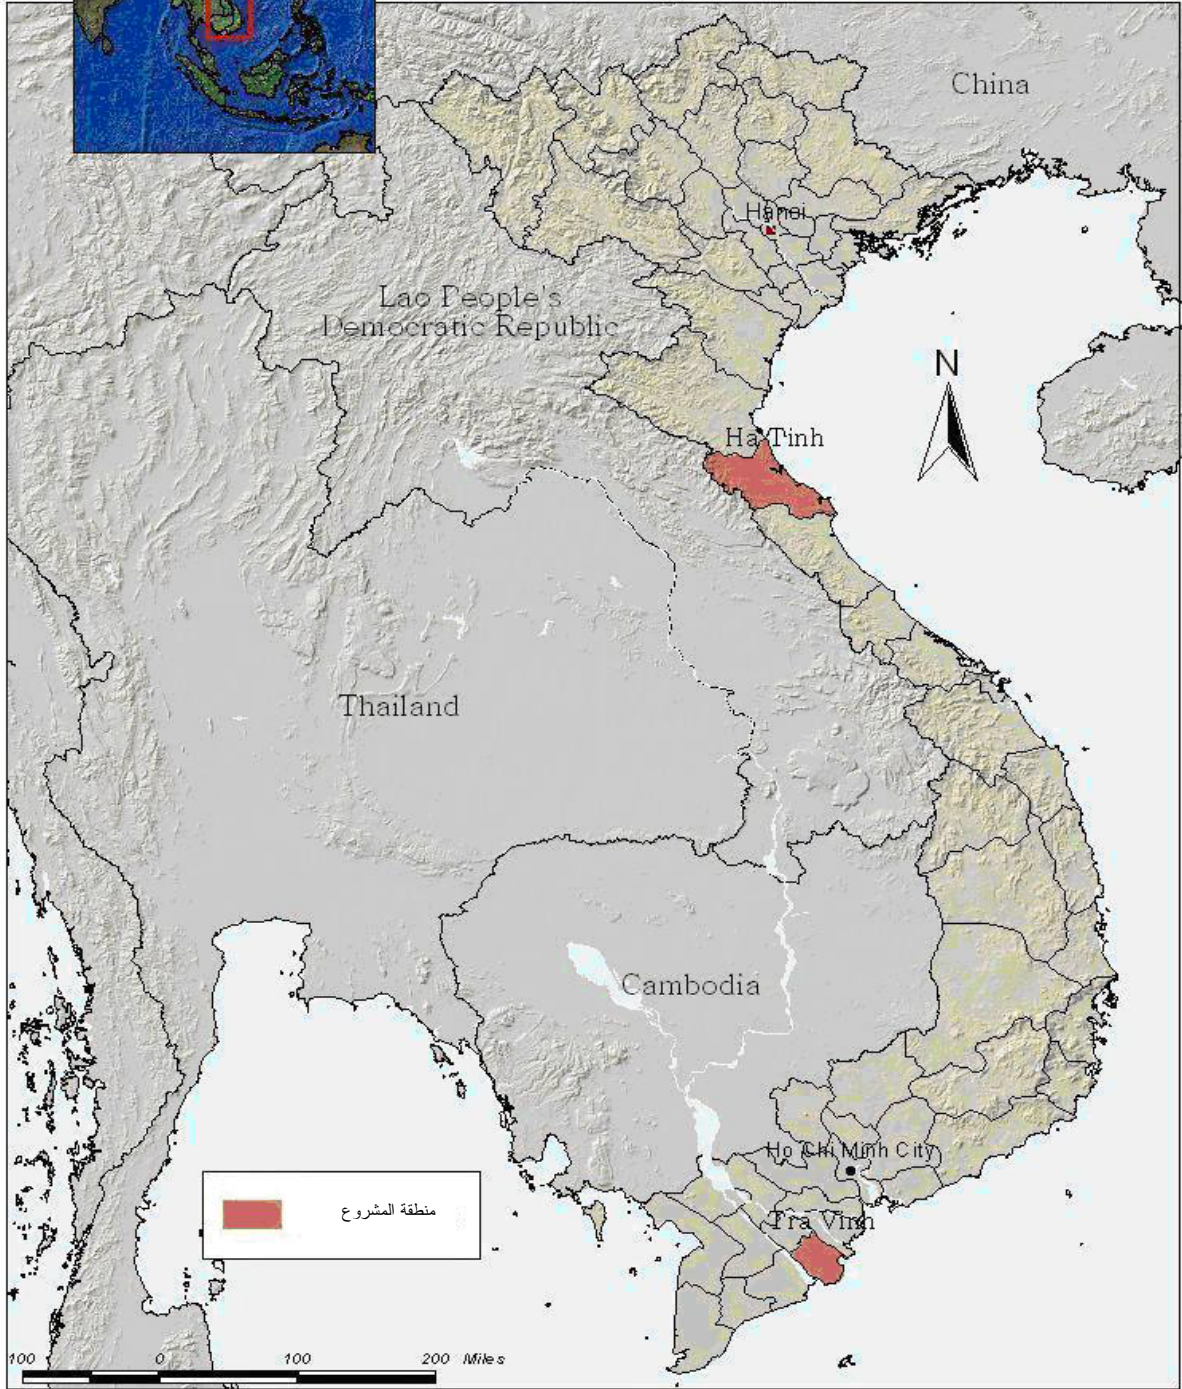 China
Hanoi
Lao People's
Democratic Republic
N
Ha Tinh
Thailand
Cambodia
Ho Chi Minh City
منطقة المشروع
Tra Vinh
100 0 100 200 Miles